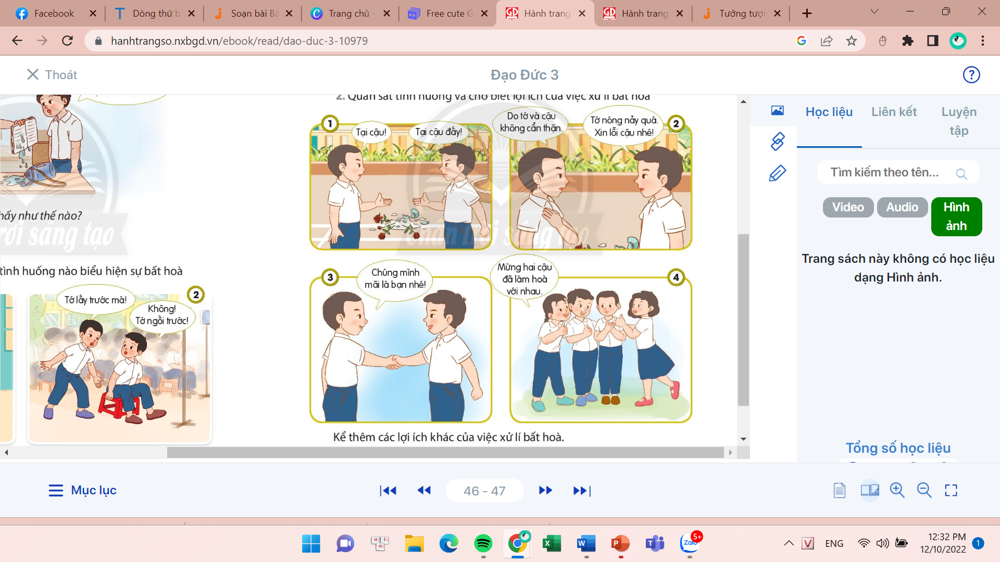 Facebook
Dòng thứ b
Soạn bài Bà
Trang chủ -
Free cute G
Hành trang
Hành trang
Tưởng tượn
hanhtrangso.nxbgd.vn/ebook/read/dao-duc-3-10979
Thoát
Đạo Đức 3
?
2. Quan sát tình huống và cho biết lợi ích của việc xử lí bất hoà
1
Tại cậu!
Tại cậu đấy!
Do tớ và cậu
không cẩn thận.
Tớ nóng nảy quá.
Xin lỗi cậu nhé!
2
hấy như thế nào?
rời sáng tạo
chân trời sáng tạo
tình huống nào biểu hiện sự bất hoà
Tớ lấy trước mà!
Không!
Tớ ngồi trước!
2
3
Chúng mình
mãi là bạn nhé!
Mừng hai cậu
đã làm hoà
với nhau.
4
Kể thêm các lợi ích khác của việc xử lí bất hoà.
Học liệu
Liên kết
Luyện
tập
Tìm kiếm theo tên...
Video
Audio
Hình
ảnh
Trang sách này không có học liệu
dạng Hình ảnh.
Tổng số học liệu
Mục lục
46 - 47
5+
Zalo
ENG
12:32 PM
12/10/2022
1